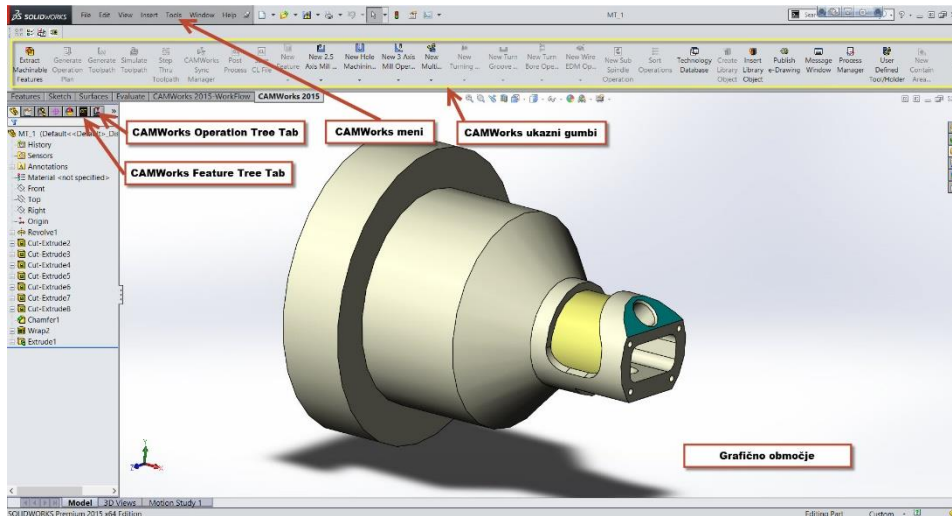 SOLIDWORKS File Edit View Insert Tools Window Help MT_1
Extract Generate Generate Simulate Step CAMWorks Post New New 2.5 New Hole New 3 Axis New New New Turn New Turn New Wire New Sub Sort Technology Create Insert Publish Message Process User New
Machinable Operation Toolpath Toolpath Thru Sync Process CL File Feature Axis Mill ... Machinin... Mill Oper... Multi... Turning ... Groove ... Bore Ope... EDM Op... Spindle Operations Database Library Library e-Drawing Window Manager Defined Contain
Features Plan Toolpath Manager Operation Object Object Tool/Holder Area...
Features Sketch Surfaces Evaluate CAMWorks 2015-WorkFlow CAMWorks 2015
CAMWorks Operation Tree Tab
CAMWorks meni
CAMWorks ukazni gumbi
CAMWorks Feature Tree Tab
MT_1 (Default<<Default>_Dis
History
Sensors
Annotations
Material <not specified>
Front
Top
Right
Origin
Revolve1
Cut-Extrude2
Cut-Extrude3
Cut-Extrude4
Cut-Extrude5
Cut-Extrude6
Cut-Extrude7
Cut-Extrude8
Chamfer1
Wrap2
Extrude1
Grafično območje
Y
Z X
Model 3D Views Motion Study 1
SOLIDWORKS Premium 2015 x64 Edition Editing Part Custom